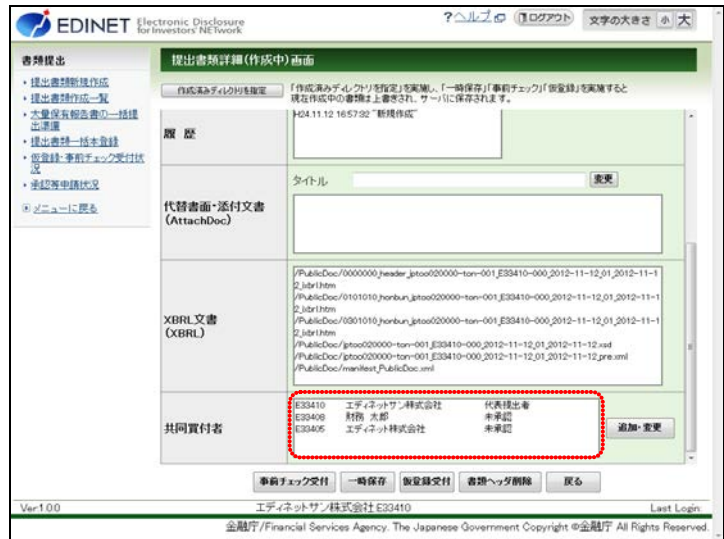 EDINET Electronic Disclosure for Investors' NETwork
?ヘルプ ログアウト 文字の大きさ 小 大
書類提出
・提出書類新規作成
・提出書類作成一覧
・大量保有報告書の一括提出準備
・提出書類一括本登録
・仮登録・事前チェック受付状況
・承認等申請状況
メニューに戻る
提出書類詳細(作成中)画面
作成済みディレクトリを指定
「作成済みディレクトリを指定」を実施し、「一時保存」「事前チェック」「仮登録」を実施すると
現在作成中の書類は上書きされ、サーバに保存されます。
履 歴
H24.11.12 16:57:32 "新規作成"
代替書面・添付文書
(AttachDoc)
タイトル 変更
XBRL文書
(XBRL)
/PublicDoc/0000000_header_jptoo020000-ton-001_E33410-000_2012-11-12_01_2012-11-1
2_ixbrl.htm
/PublicDoc/0101010_honbun_jptoo020000-ton-001_E33410-000_2012-11-12_01_2012-11-1
2_ixbrl.htm
/PublicDoc/0301010_honbun_jptoo020000-ton-001_E33410-000_2012-11-12_01_2012-11-1
2_ixbrl.htm
/PublicDoc/jptoo020000-ton-001_E33410-000_2012-11-12_01_2012-11-12.xsd
/PublicDoc/jptoo020000-ton-001_E33410-000_2012-11-12_01_2012-11-12_pre.xml
/PublicDoc/manifest_PublicDoc.xml
共同買付者
E33410 エディネットサン株式会社 代表提出者
E33408 財務 太郎 未承認
E33405 エディネット株式会社 未承認
追加・変更
事前チェック受付 一時保存 仮登録受付 書類ヘッダ削除 戻る
Ver1.0.0 エディネットサン株式会社 E33410 Last Login:
金融庁/Financial Services Agency. The Japanese Government Copyright ©金融庁 All Rights Reserved.